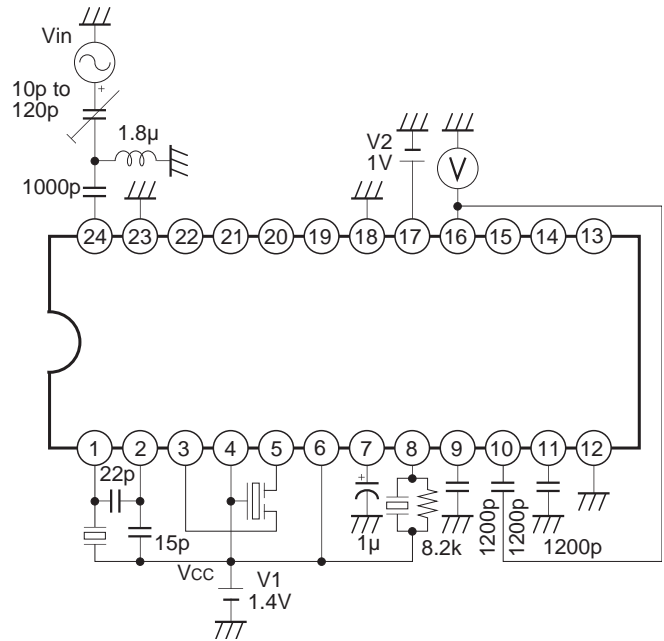 Vin
+
10p to
120p
1.8µ
1000p
V2
1V
V
24 23 22 21 20 19 18 17 16 15 14 13
1 2 3 4 5 6 7 8 9 10 11 12
22p
15p
+
1µ
8.2k
1200p
1200p
1200p
VCC
V1
1.4V